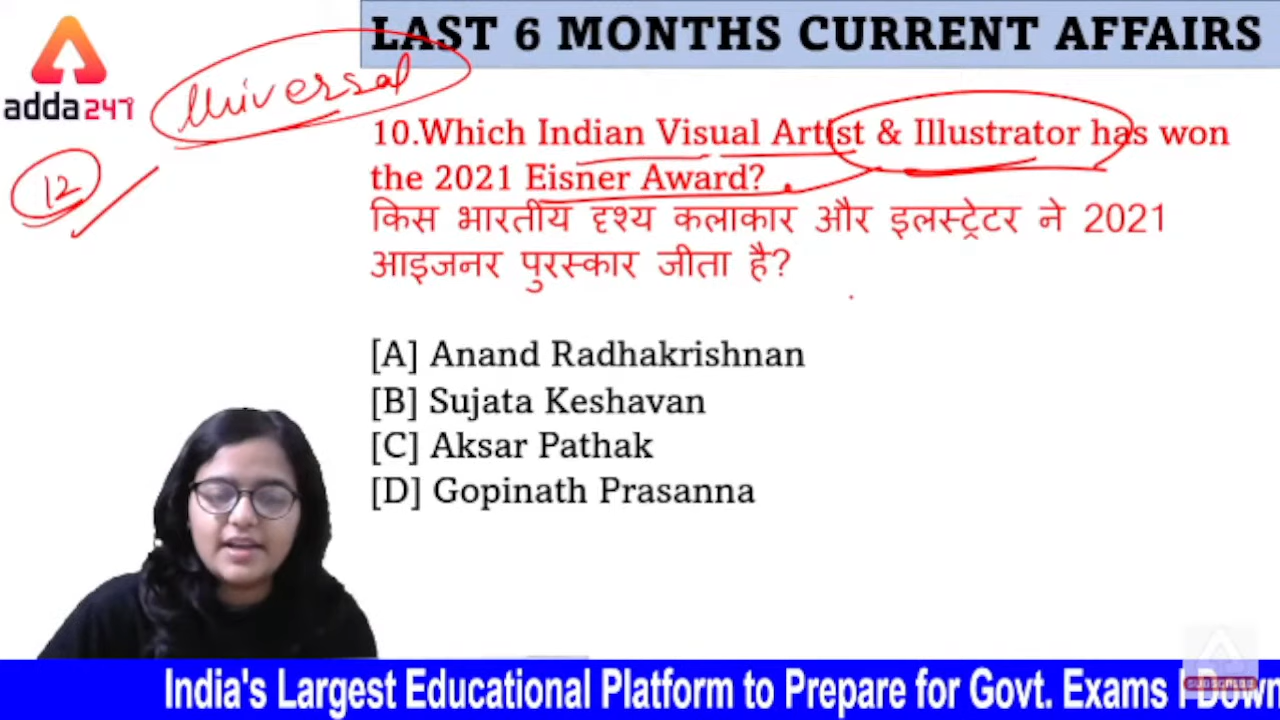 LAST 6 MONTHS CURRENT AFFAIRS
adda247
Universal
12
10.Which Indian Visual Artist & Illustrator has won
the 2021 Eisner Award?
किस भारतीय दृश्य कलाकार और इलस्ट्रेटर ने 2021
आइजनर पुरस्कार जीता है?
[A] Anand Radhakrishnan
[B] Sujata Keshavan
[C] Aksar Pathak
[D] Gopinath Prasanna
SUBSCRIBE
India's Largest Educational Platform to Prepare for Govt. Exams I Down